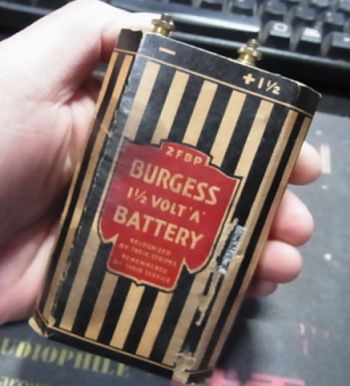 − + 1½
2FBP
BURGESS
1½ VOLT 'A'
BATTERY
RECOGNIZED
BY THEIR STRIPES
REMEMBERED
BY THEIR SERVICE
AUDIOPHILE